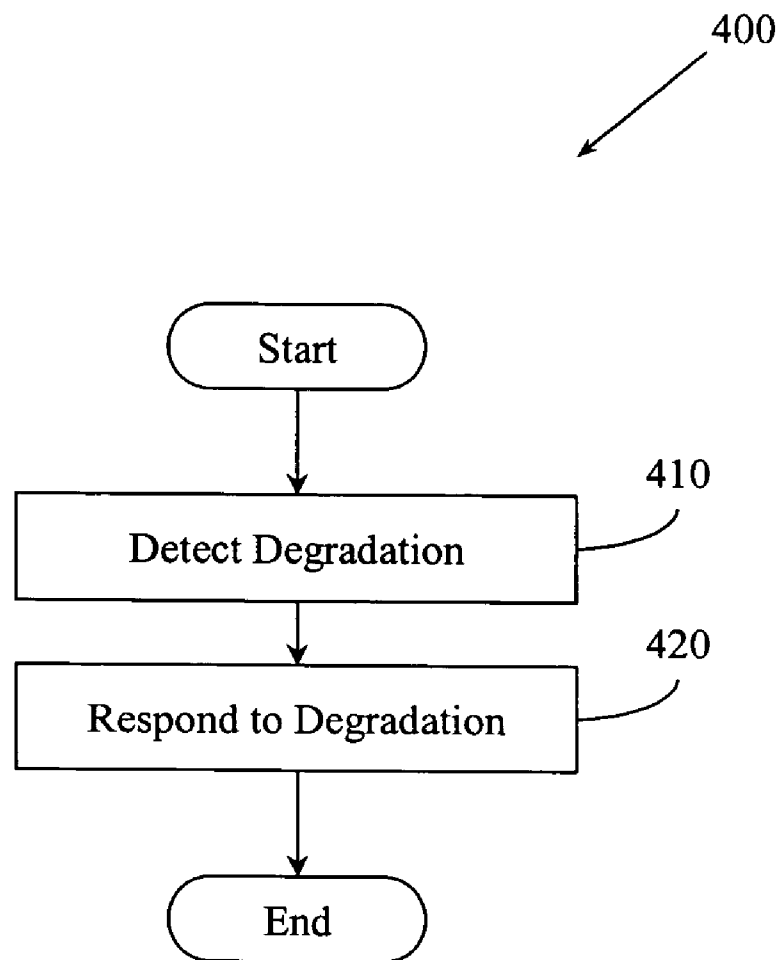 400
Start
410
Detect Degradation
420
Respond to Degradation
End